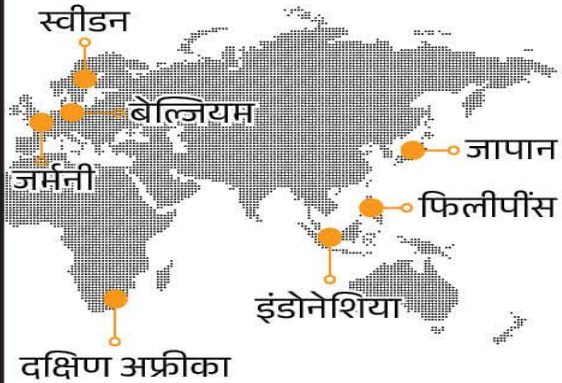 स्वीडन
बेल्जियम
जर्मनी
जापान
फिलीपींस
इंडोनेशिया
दक्षिण अफ्रीका